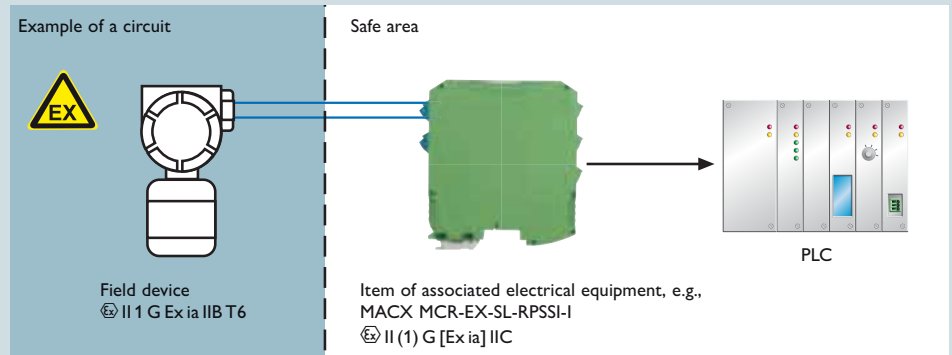 Example of a circuit
Safe area
EX
Field device
Ex II 1 G Ex ia IIB T6
Item of associated electrical equipment, e.g.,
MACX MCR-EX-SL-RPSSI-I
Ex II (1) G [Ex ia] IIC
PLC